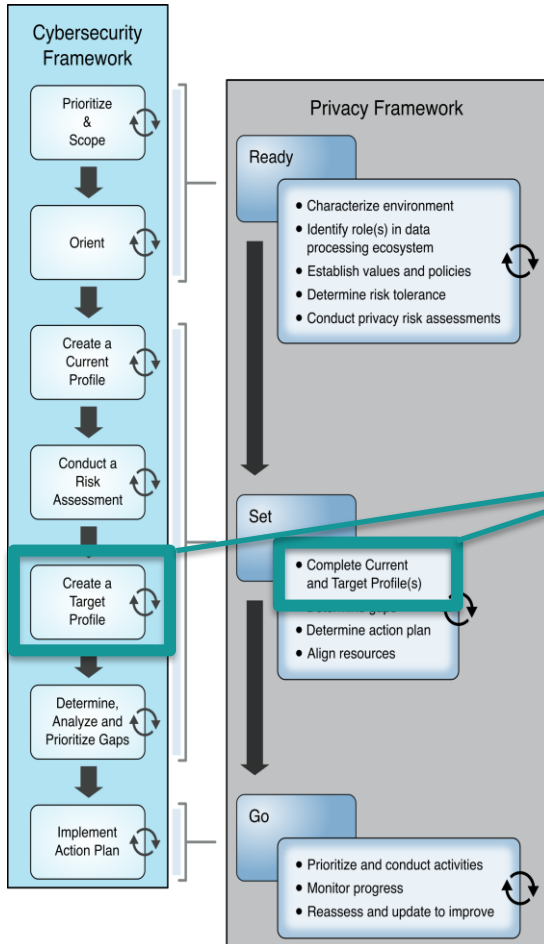 Cybersecurity
Framework
Prioritize
&
Scope
Orient
Create a
Current
Profile
Conduct a
Risk
Assessment
Create a
Target
Profile
Determine,
Analyze and
Prioritize Gaps
Implement
Action Plan
Privacy Framework
Ready
• Characterize environment
• Identify role(s) in data
processing ecosystem
• Establish values and policies
• Determine risk tolerance
• Conduct privacy risk assessments
Set
• Complete Current
and Target Profile(s)
Determine gaps
• Determine action plan
• Align resources
Go
• Prioritize and conduct activities
• Monitor progress
• Reassess and update to improve